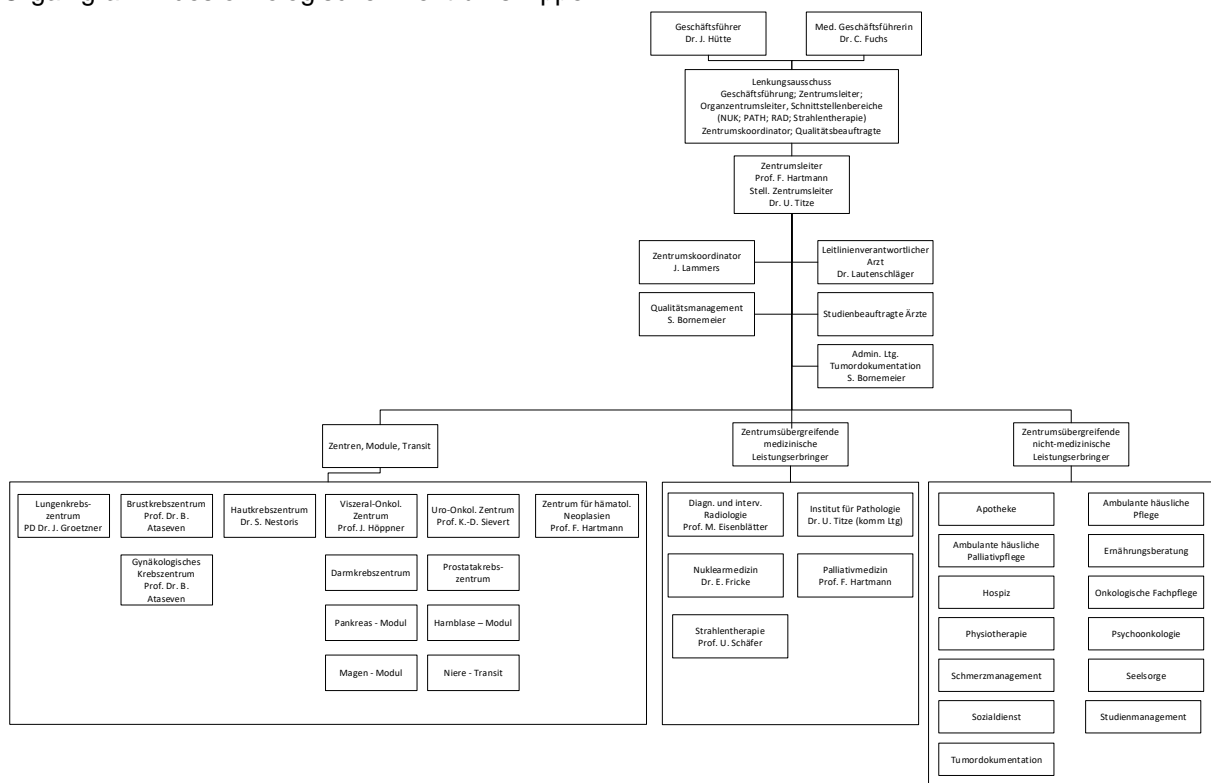 Geschäftsführer
Dr. J. Hütte
Med. Geschäftsführerin
Dr. C. Fuchs
Lenkungsausschuss
Geschäftsführung; Zentrumsleiter;
Organzentrumsleiter, Schnittstellenbereiche
(NUK; PATH; RAD; Strahlentherapie)
Zentrumskoordinator; Qualitätsbeauftragte
Zentrumsleiter
Prof. F. Hartmann
Stell. Zentrumsleiter
Dr. U. Titze
Zentrumskoordinator
J. Lammers
Leitlinienverantwortlicher
Arzt
Dr. Lautenschläger
Qualitätsmanagement
S. Bornemeier
Studienbeauftragte Ärzte
Admin. Ltg.
Tumordokumentation
S. Bornemeier
Zentren, Module, Transit
Zentrumsübergreifende
medizinische
Leistungserbringer
Zentrumsübergreifende
nicht-medizinische
Leistungserbringer
Lungenkrebs-
zentrum
PD Dr. J. Groetzner
Brustkrebszentrum
Prof. Dr. B.
Ataseven
Hautkrebszentrum
Dr. S. Nestoris
Viszeral-Onkol.
Zentrum
Prof. J. Höppner
Uro-Onkol. Zentrum
Prof. K.-D. Sievert
Zentrum für hämatol.
Neoplasien
Prof. F. Hartmann
Gynäkologisches
Krebszentrum
Prof. Dr. B.
Ataseven
Darmkrebszentrum
Prostatakrebs-
zentrum
Pankreas - Modul
Harnblase – Modul
Magen - Modul
Niere - Transit
Diagn. und interv.
Radiologie
Prof. M. Eisenblätter
Institut für Pathologie
Dr. U. Titze (komm Ltg)
Nuklearmedizin
Dr. E. Fricke
Palliativmedizin
Prof. F. Hartmann
Strahlentherapie
Prof. U. Schäfer
Apotheke
Ambulante häusliche
Pflege
Ambulante häusliche
Palliativpflege
Ernährungsberatung
Hospiz
Onkologische Fachpflege
Physiotherapie
Psychoonkologie
Schmerzmanagement
Seelsorge
Sozialdienst
Studienmanagement
Tumordokumentation